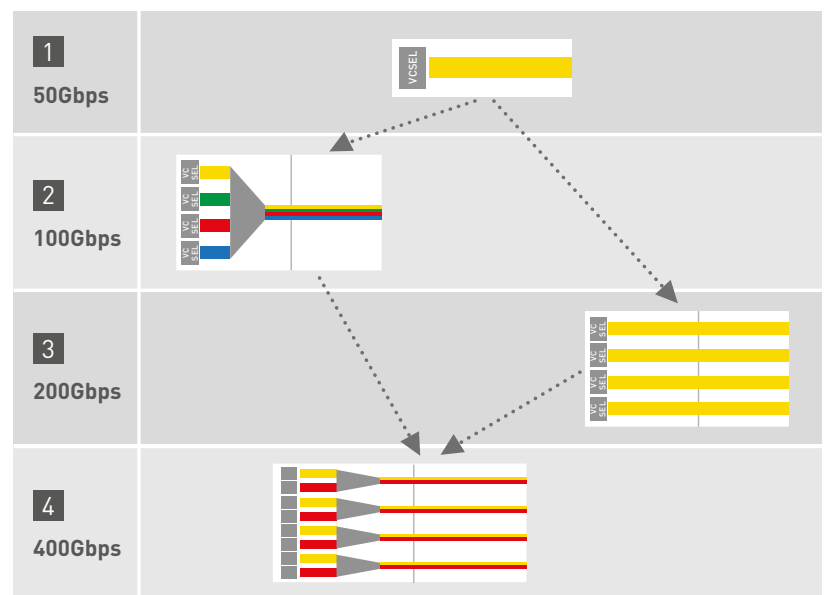 1
50Gbps
VCSEL
2
100Gbps
VC
SEL
VC
SEL
VC
SEL
VC
SEL
3
200Gbps
VC
SEL
VC
SEL
VC
SEL
VC
SEL
4
400Gbps